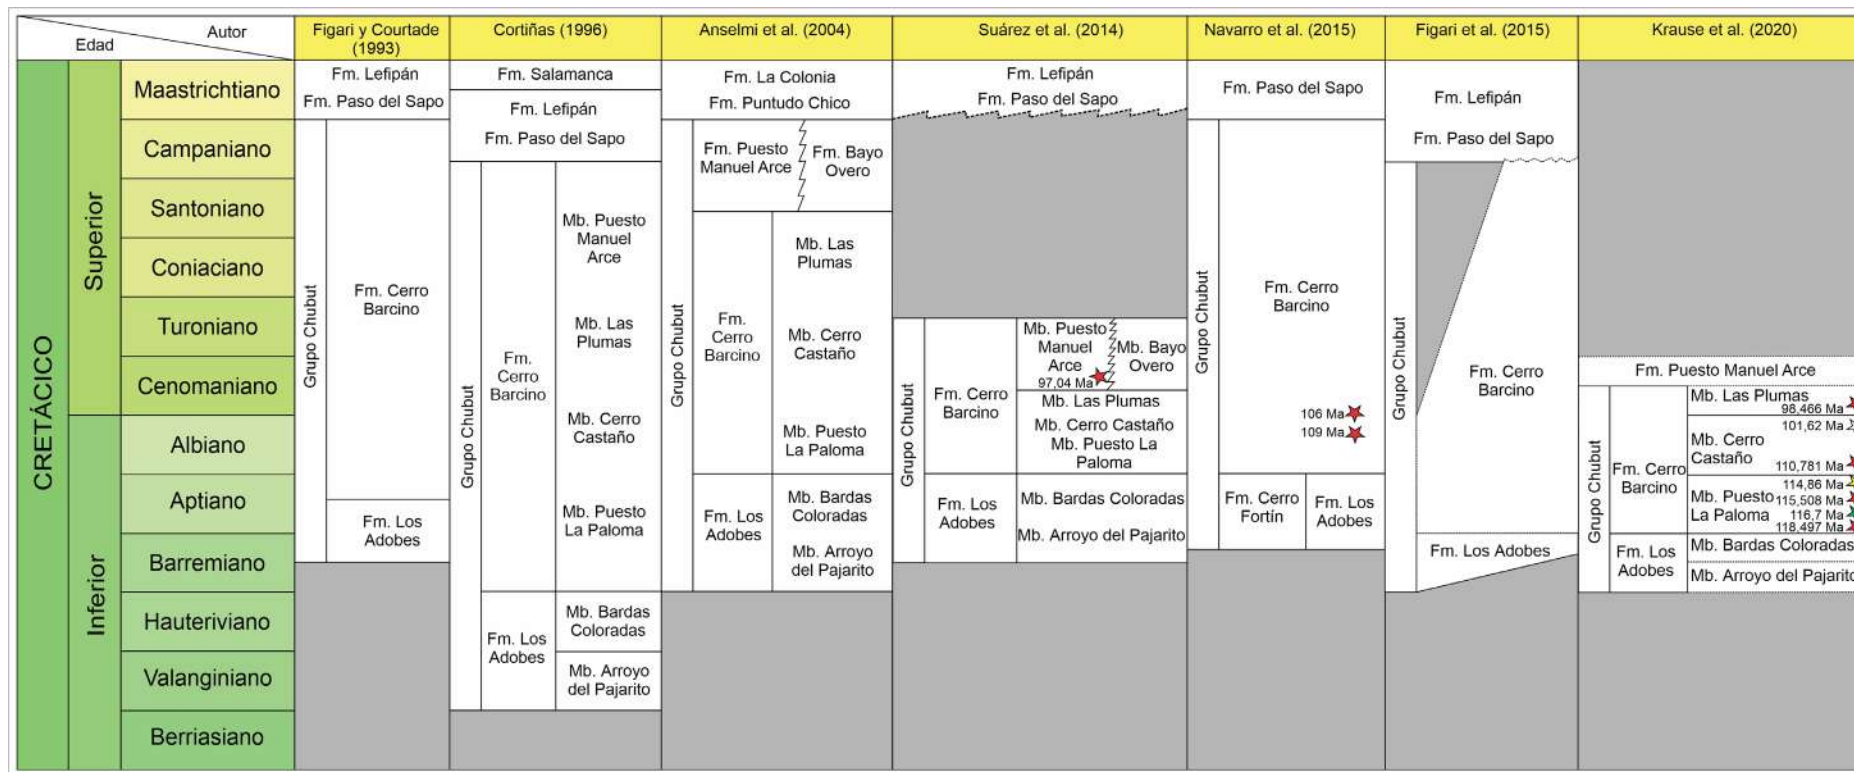 Autor
Edad
Figari y Courtade
(1993)
Cortiñas (1996)
Anselmi et al. (2004)
Suárez et al. (2014)
Navarro et al. (2015)
Figari et al. (2015)
Krause et al. (2020)
CRETÁCICO
Superior
Inferior
Maastrichtiano
Campaniano
Santoniano
Coniaciano
Turoniano
Cenomaniano
Albiano
Aptiano
Barremiano
Hauteriviano
Valanginiano
Berriasiano
Fm. Lefipán
Fm. Paso del Sapo
Grupo Chubut
Fm. Cerro
Barcino
Fm. Los
Adobes
Fm. Salamanca
Fm. Lefipán
Fm. Paso del Sapo
Grupo Chubut
Fm.
Cerro
Barcino
Mb. Puesto
Manuel
Arce
Mb. Las
Plumas
Mb. Cerro
Castaño
Mb. Puesto
La Paloma
Fm. Los
Adobes
Mb. Bardas
Coloradas
Mb. Arroyo
del Pajarito
Fm. La Colonia
Fm. Puntudo Chico
Grupo Chubut
Fm. Puesto
Manuel Arce
Fm. Bayo
Overo
Fm.
Cerro
Barcino
Mb. Las
Plumas
Mb. Cerro
Castaño
Mb. Puesto
La Paloma
Fm. Los
Adobes
Mb. Bardas
Coloradas
Mb. Arroyo
del Pajarito
Fm. Lefipán
Fm. Paso del Sapo
Grupo Chubut
Fm. Cerro
Barcino
Mb. Puesto
Manuel
Arce
97,04 Ma
Mb. Bayo
Overo
Mb. Las Plumas
Mb. Cerro Castaño
Mb. Puesto La
Paloma
Fm. Los
Adobes
Mb. Bardas Coloradas
Mb. Arroyo del Pajarito
Fm. Paso del Sapo
Grupo Chubut
Fm. Cerro
Barcino
106 Ma
109 Ma
Fm. Cerro
Fortín
Fm. Los
Adobes
Fm. Lefipán
Fm. Paso del Sapo
Grupo Chubut
Fm. Cerro
Barcino
Fm. Los Adobes
Fm. Puesto Manuel Arce
Grupo Chubut
Fm. Cerro
Barcino
Mb. Las Plumas
98,466 Ma
101,62 Ma
Mb. Cerro
Castaño
110,781 Ma
114,86 Ma
Mb. Puesto
115,508 Ma
La Paloma
116,7 Ma
118,497 Ma
Fm. Los
Adobes
Mb. Bardas Coloradas
Mb. Arroyo del Pajarito